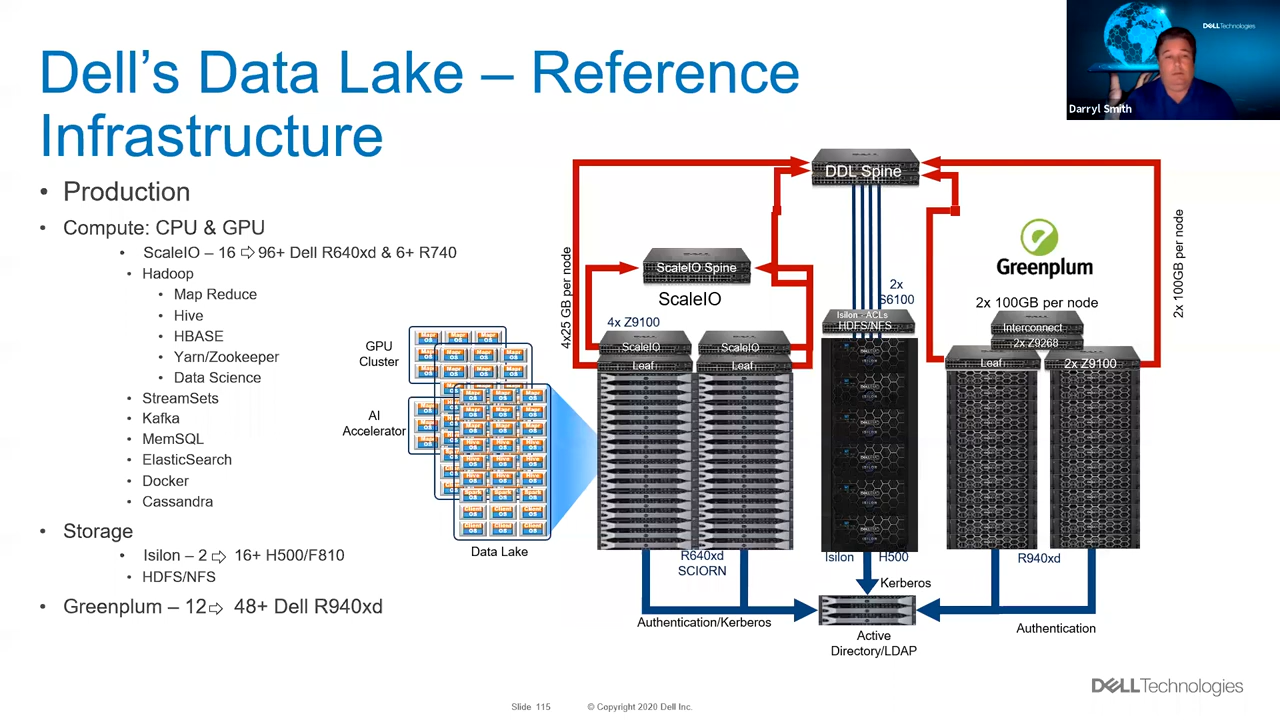 Dell's Data Lake – Reference
Infrastructure
• Production
• Compute: CPU & GPU
• ScaleIO – 16 ⇨ 96+ Dell R640xd & 6+ R740
• Hadoop
• Map Reduce
• Hive
• HBASE
• Yarn/Zookeeper
• Data Science
• StreamSets
• Kafka
• MemSQL
• ElasticSearch
• Docker
• Cassandra
• Storage
• Isilon – 2 ⇨ 16+ H500/F810
• HDFS/NFS
• Greenplum – 12 ⇨ 48+ Dell R940xd
DELL Technologies
Darryl Smith
DDL Spine
4x25 GB per node
ScaleIO Spine
ScaleIO
4x Z9100
ScaleIO
ScaleIO
Leaf
Leaf
GPU
Cluster
AI
Accelerator
Data Lake
R640xd
SCIORN
2x
S6100
Isilon - ACLs
HDFS/NFS
Isilon H500
Greenplum
2x 100GB per node
2x 100GB per node
Interconnect
2x Z9268
Leaf
2x Z9100
R940xd
Kerberos
Authentication/Kerberos
Authentication
Active
Directory/LDAP
DELL Technologies
Slide 115 © Copyright 2020 Dell Inc.